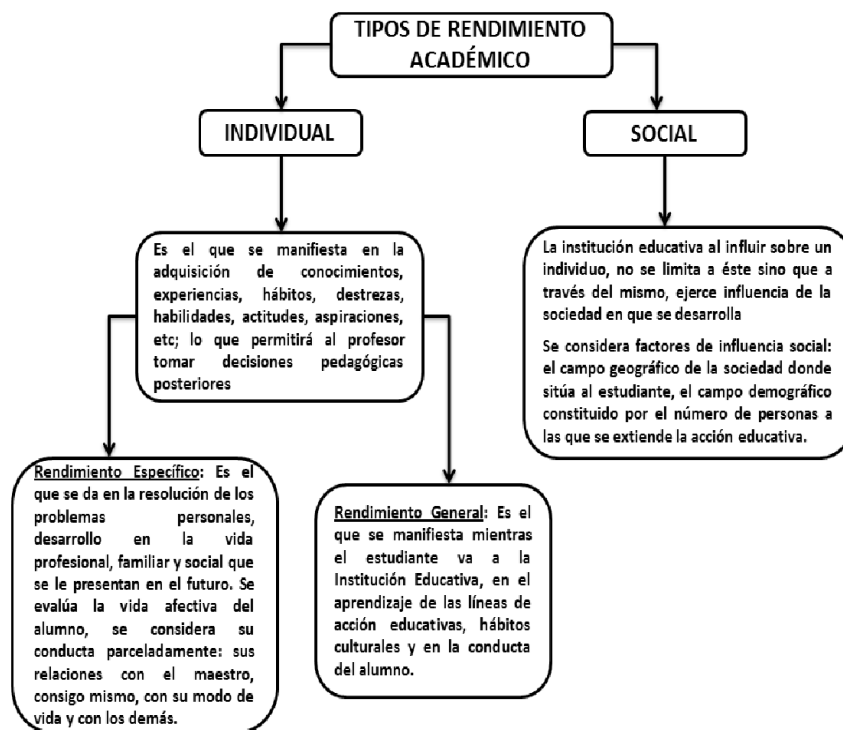 TIPOS DE RENDIMIENTO
ACADÉMICO
INDIVIDUAL
SOCIAL
Es el que se manifiesta en la
adquisición de conocimientos,
experiencias, hábitos, destrezas,
habilidades, actitudes, aspiraciones,
etc; lo que permitirá al profesor
tomar decisiones pedagógicas
posteriores
La institución educativa al influir sobre un
individuo, no se limita a éste sino que a
través del mismo, ejerce influencia de la
sociedad en que se desarrolla
Se considera factores de influencia social:
el campo geográfico de la sociedad donde
sitúa al estudiante, el campo demográfico
constituido por el número de personas a
las que se extiende la acción educativa.
Rendimiento Específico: Es el
que se da en la resolución de los
problemas personales,
desarrollo en la vida
profesional, familiar y social que
se le presentan en el futuro. Se
evalúa la vida afectiva del
alumno, se considera su
conducta parceladamente: sus
relaciones con el maestro,
consigo mismo, con su modo de
vida y con los demás.
Rendimiento General: Es el
que se manifiesta mientras
el estudiante va a la
Institución Educativa, en el
aprendizaje de las líneas de
acción educativas, hábitos
culturales y en la conducta
del alumno.